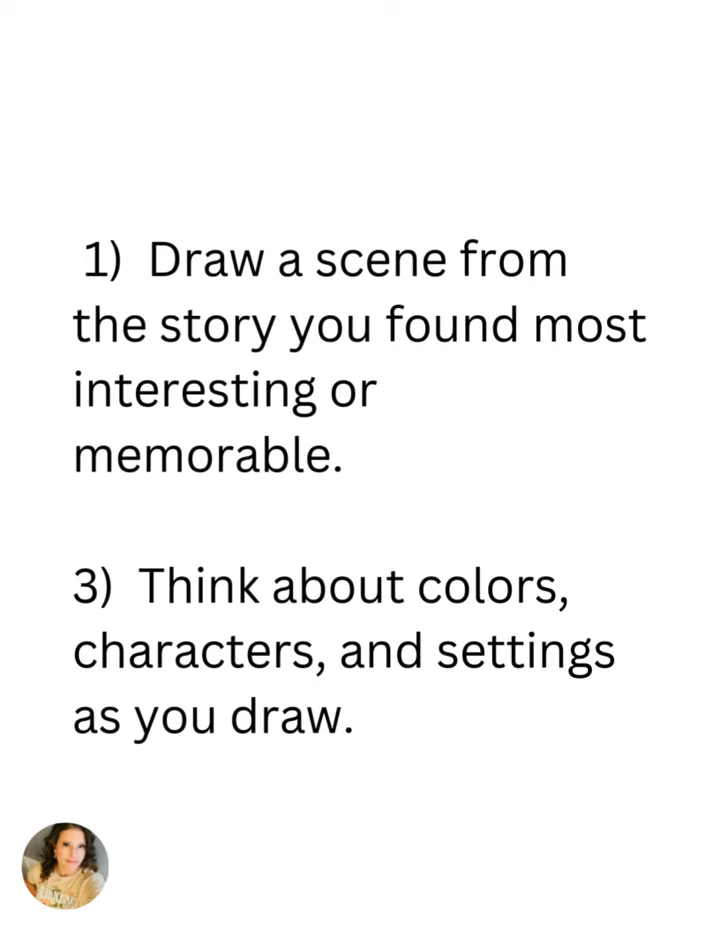 1) Draw a scene from
the story you found most
interesting or
memorable.
3) Think about colors,
characters, and settings
as you draw.